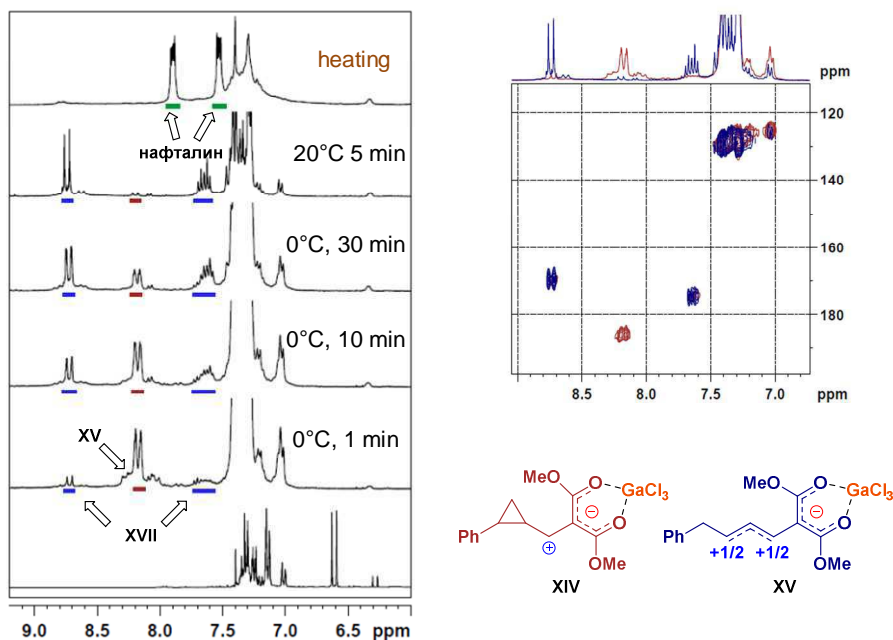 heating
нафталин
20°C 5 min
0°C, 30 min
0°C, 10 min
0°C, 1 min
XV
XVII
9.0 8.5 8.0 7.5 7.0 6.5 ppm
ppm
120
140
160
180
8.5 8.0 7.5 7.0 ppm
MeO
O
GaCl3
⊖
O
Ph
⊕
OMe
XIV
MeO
O
GaCl3
⊖
O
Ph
+1/2 +1/2
OMe
XV